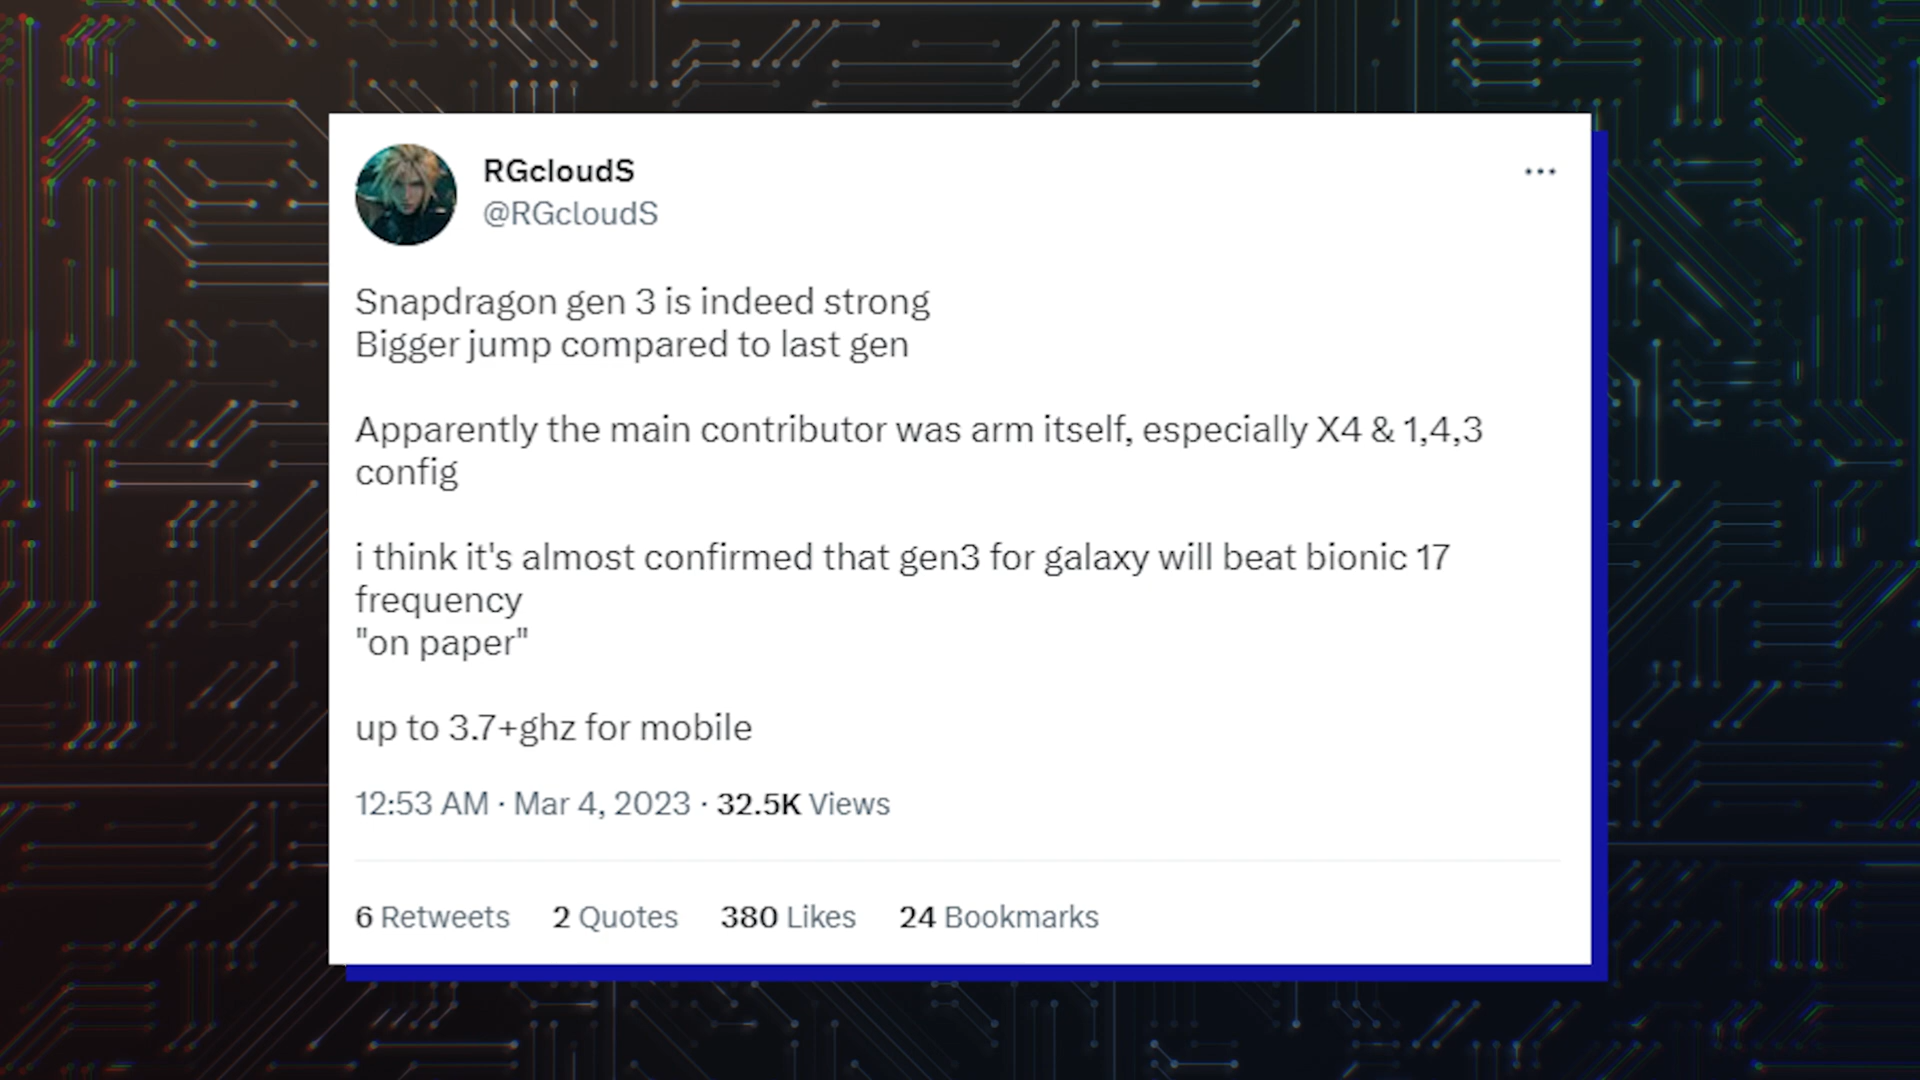 RGcloudS
@RGcloudS
Snapdragon gen 3 is indeed strong
Bigger jump compared to last gen
Apparently the main contributor was arm itself, especially X4 & 1,4,3
config
i think it's almost confirmed that gen3 for galaxy will beat bionic 17
frequency
"on paper"
up to 3.7+ghz for mobile
12:53 AM · Mar 4, 2023 · 32.5K Views
6 Retweets 2 Quotes 380 Likes 24 Bookmarks